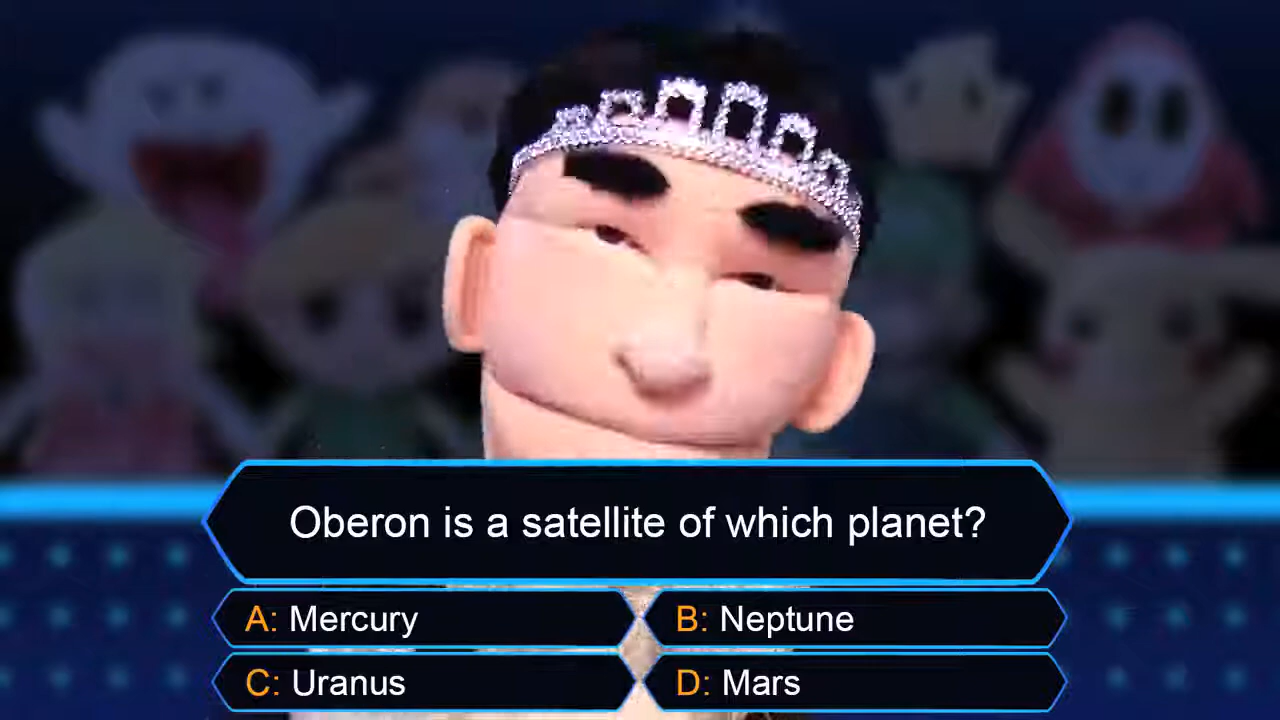 Oberon is a satellite of which planet?
A: Mercury
B: Neptune
C: Uranus
D: Mars